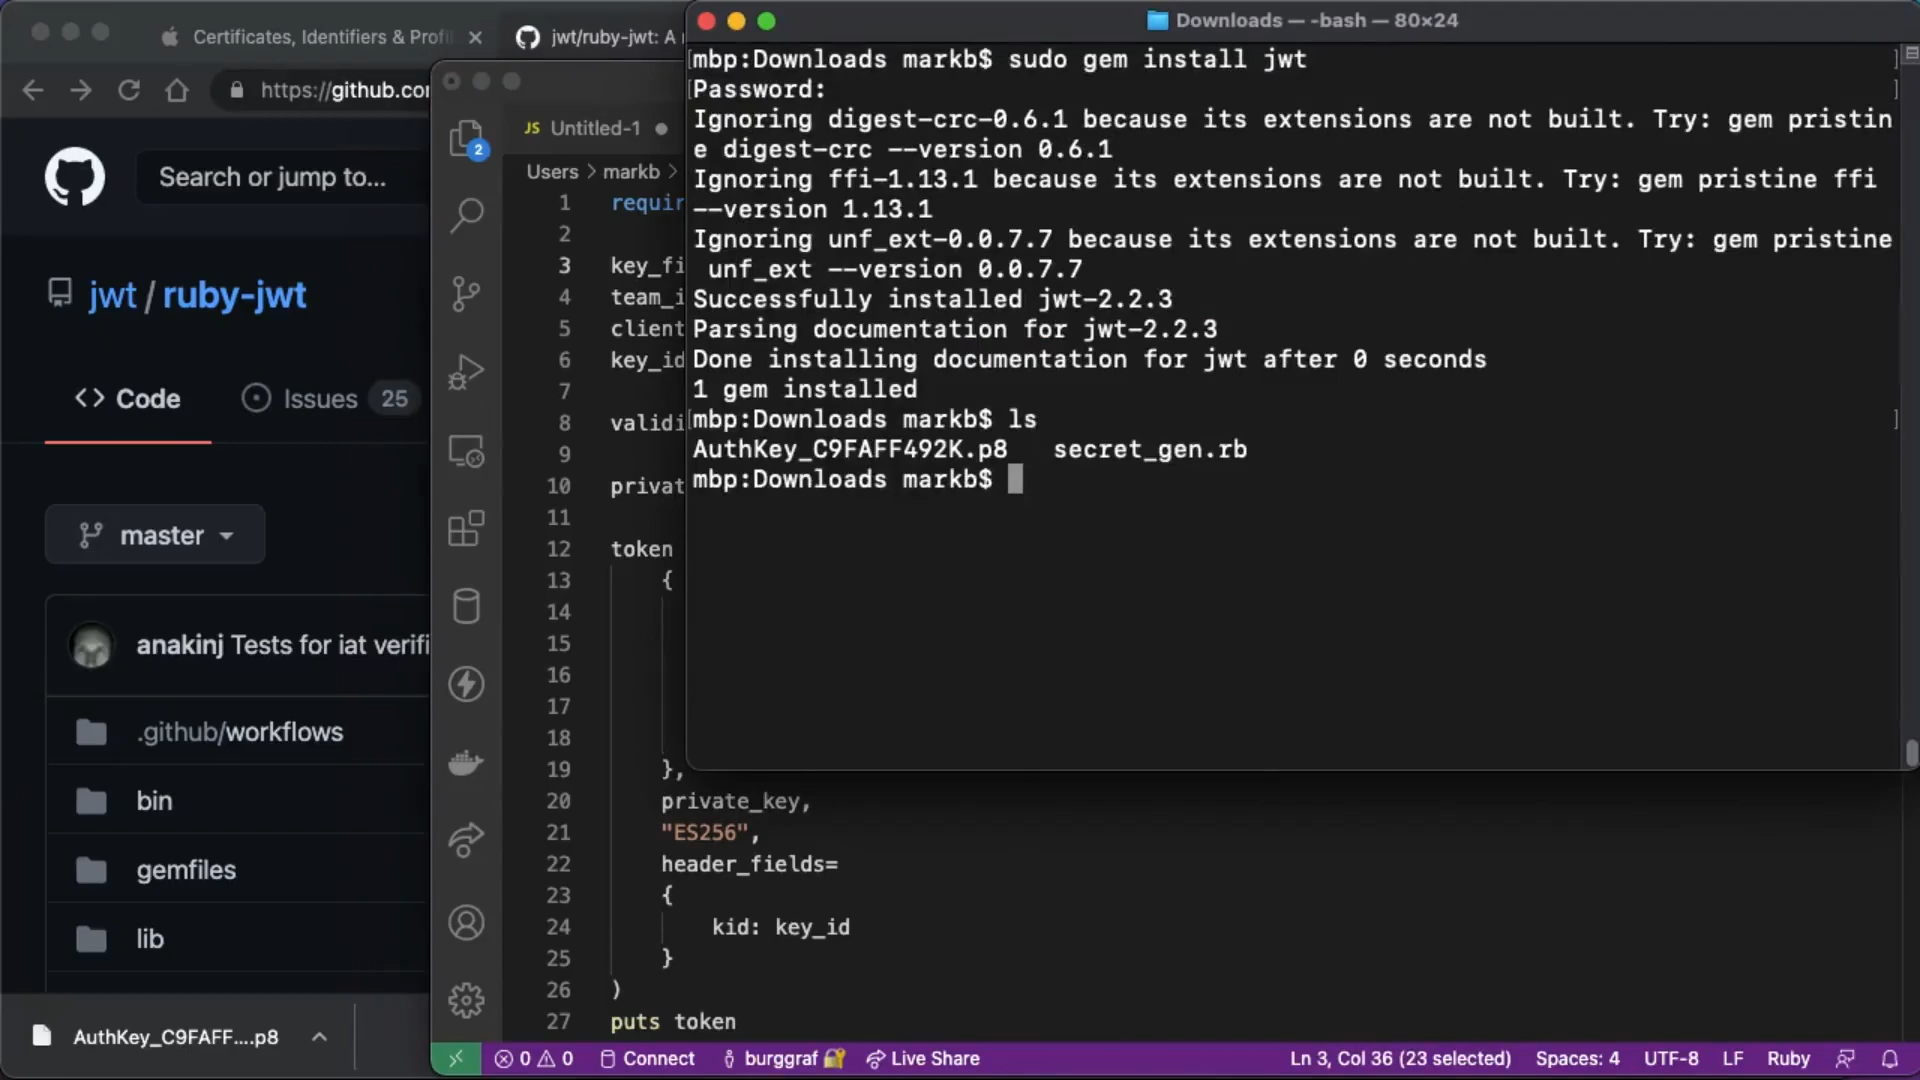 Certificates, Identifiers & Profil
jwt/ruby-jwt: A
https://github.co
Search or jump to...
jwt / ruby-jwt
Code
Issues 25
master
anakinj Tests for iat verifi
.github/workflows
bin
gemfiles
lib
AuthKey_C9FAFF....p8
2
JS Untitled-1
Users > markb >
1 requir
2
3 key_fi
4 team_i
5 client
6 key_id
7
8 validi
9
10 privat
11
12 token
13 {
14
15
16
17
18
19 },
20 private_key,
21 "ES256",
22 header_fields=
23 {
24 kid: key_id
25 }
26 )
27 puts token
0 0 Connect burggraf Live Share
Ln 3, Col 36 (23 selected) Spaces: 4 UTF-8 LF Ruby
Downloads — -bash — 80×24
mbp:Downloads markb$ sudo gem install jwt
Password:
Ignoring digest-crc-0.6.1 because its extensions are not built. Try: gem pristin
e digest-crc --version 0.6.1
Ignoring ffi-1.13.1 because its extensions are not built. Try: gem pristine ffi
--version 1.13.1
Ignoring unf_ext-0.0.7.7 because its extensions are not built. Try: gem pristine
unf_ext --version 0.0.7.7
Successfully installed jwt-2.2.3
Parsing documentation for jwt-2.2.3
Done installing documentation for jwt after 0 seconds
1 gem installed
mbp:Downloads markb$ ls
AuthKey_C9FAFF492K.p8 secret_gen.rb
mbp:Downloads markb$